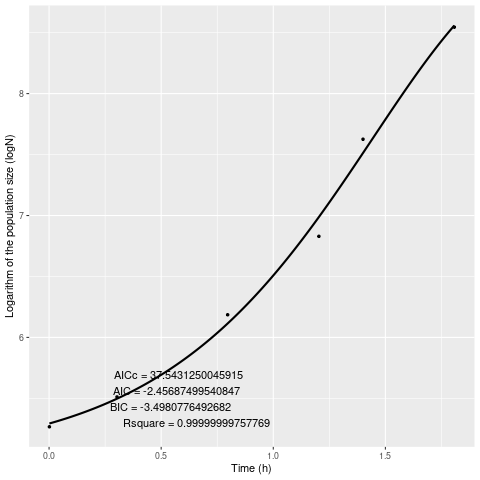 Logarithm of the population size (logN)
8
7
6
AICc = 37.5431250045915
AIC = -2.45687499540847
BIC = -3.4980776492682
Rsquare = 0.99999999757769
0.0 0.5 1.0 1.5
Time (h)